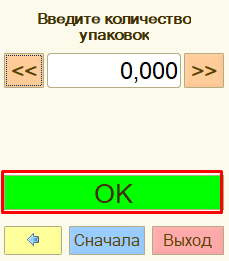 Введите количество
упаковок
<< 0,000 >>
OK
Сначала Выход